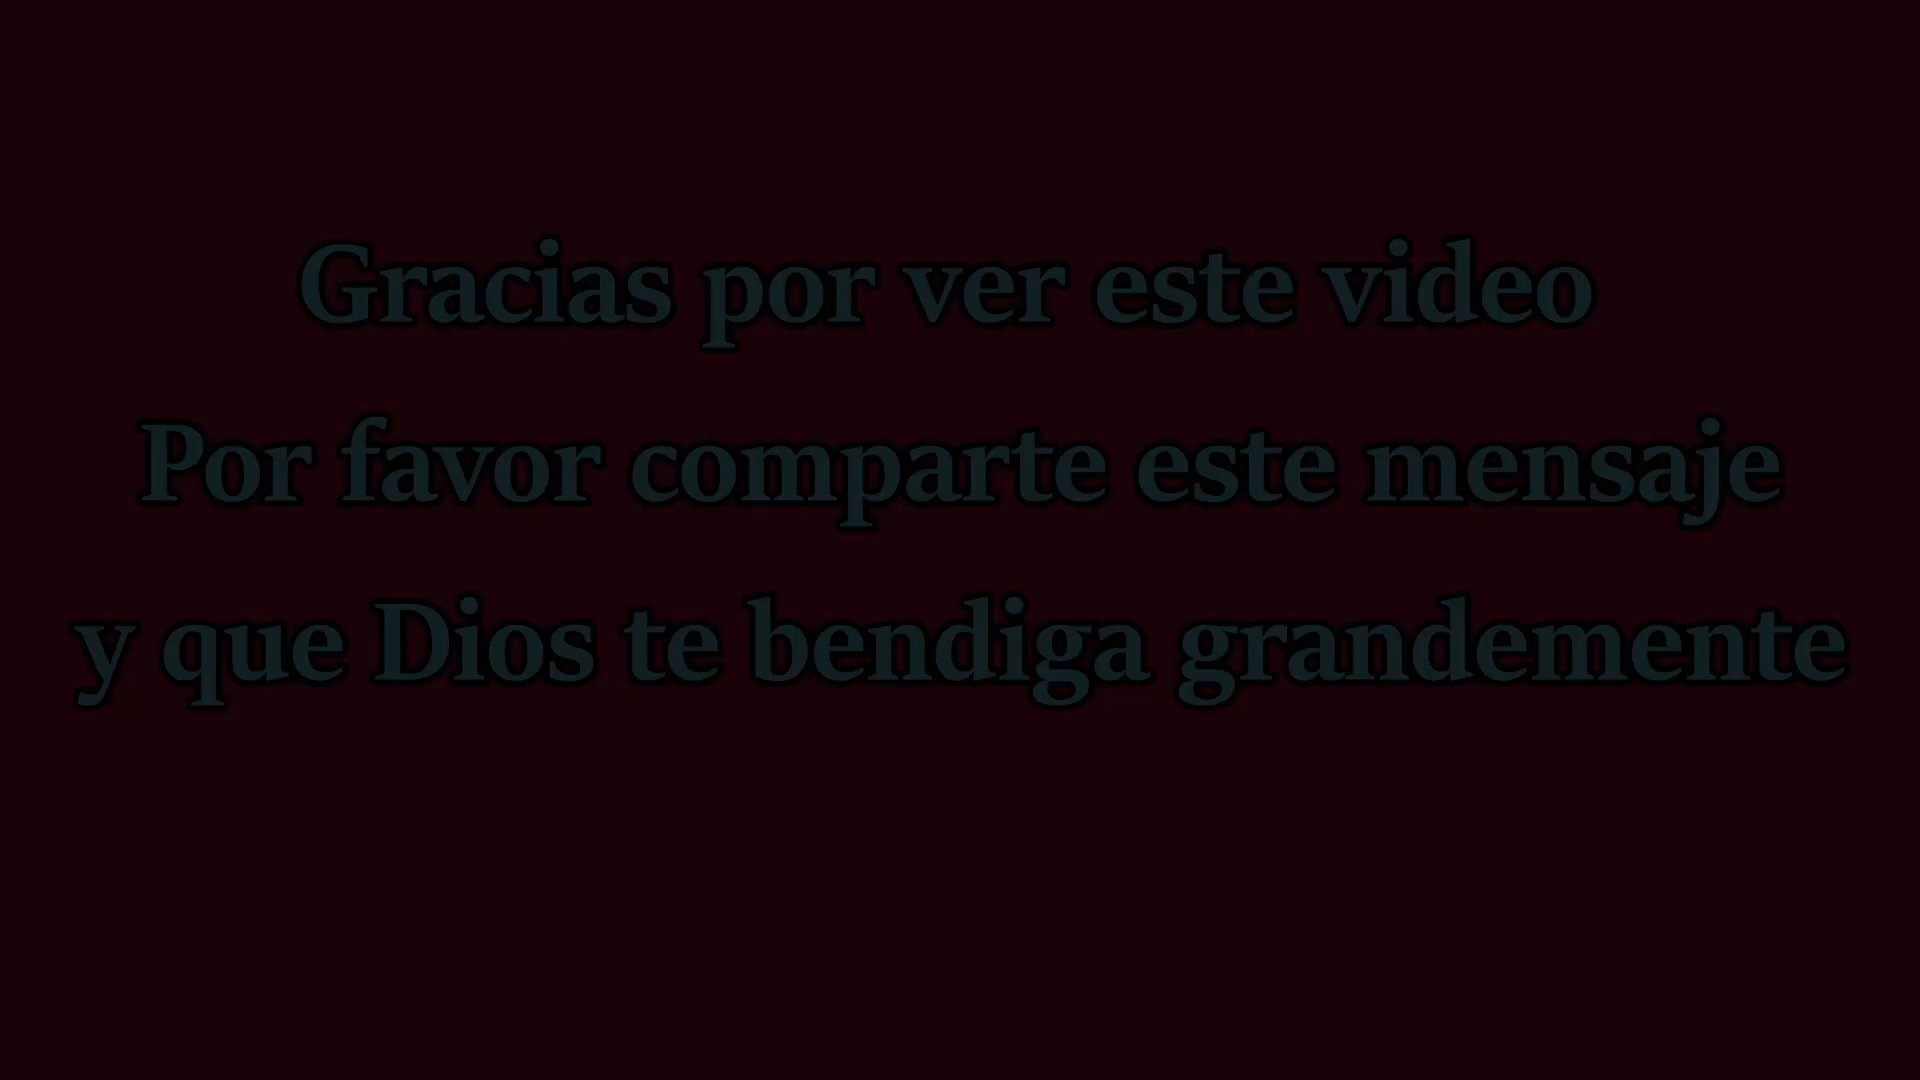 Gracias por ver este video
Por favor comparte este mensaje
y que Dios te bendiga grandemente